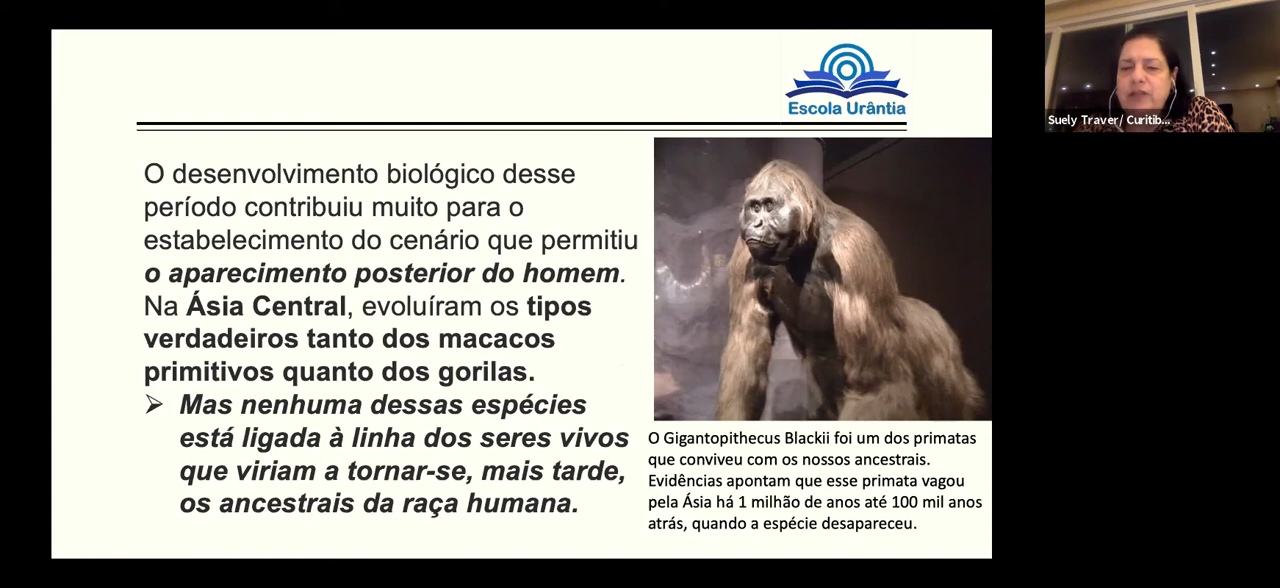 Escola Urântia
Suely Traver/ Curitib...
O desenvolvimento biológico desse
período contribuiu muito para o
estabelecimento do cenário que permitiu
o aparecimento posterior do homem.
Na Ásia Central, evoluíram os tipos
verdadeiros tanto dos macacos
primitivos quanto dos gorilas.
➢ Mas nenhuma dessas espécies
está ligada à linha dos seres vivos
que viriam a tornar-se, mais tarde,
os ancestrais da raça humana.
O Gigantopithecus Blackii foi um dos primatas
que conviveu com os nossos ancestrais.
Evidências apontam que esse primata vagou
pela Ásia há 1 milhão de anos até 100 mil anos
atrás, quando a espécie desapareceu.